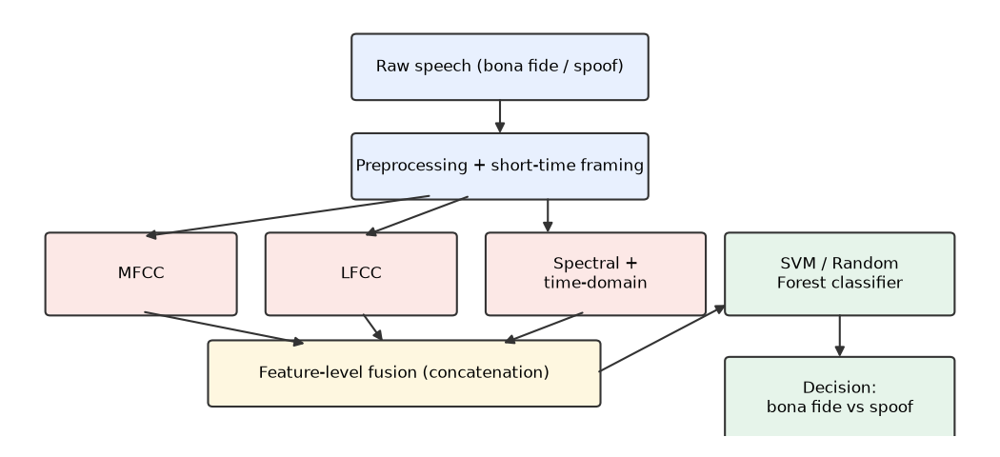 Raw speech (bona fide / spoof)
Preprocessing + short-time framing
MFCC
LFCC
Spectral +
time-domain
SVM / Random
Forest classifier
Feature-level fusion (concatenation)
Decision:
bona fide vs spoof